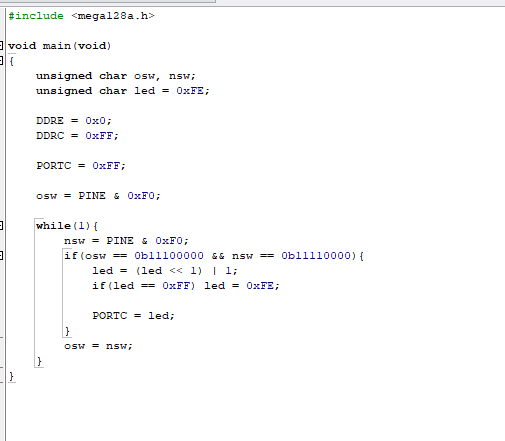 #include <mega128a.h>
void main(void)
{
unsigned char osw, nsw;
unsigned char led = 0xFE;
DDRE = 0x0;
DDRC = 0xFF;
PORTC = 0xFF;
osw = PINE & 0xF0;
while(1){
nsw = PINE & 0xF0;
if(osw == 0b11100000 && nsw == 0b11110000){
led = (led << 1) | 1;
if(led == 0xFF) led = 0xFE;
PORTC = led;
}
osw = nsw;
}
}